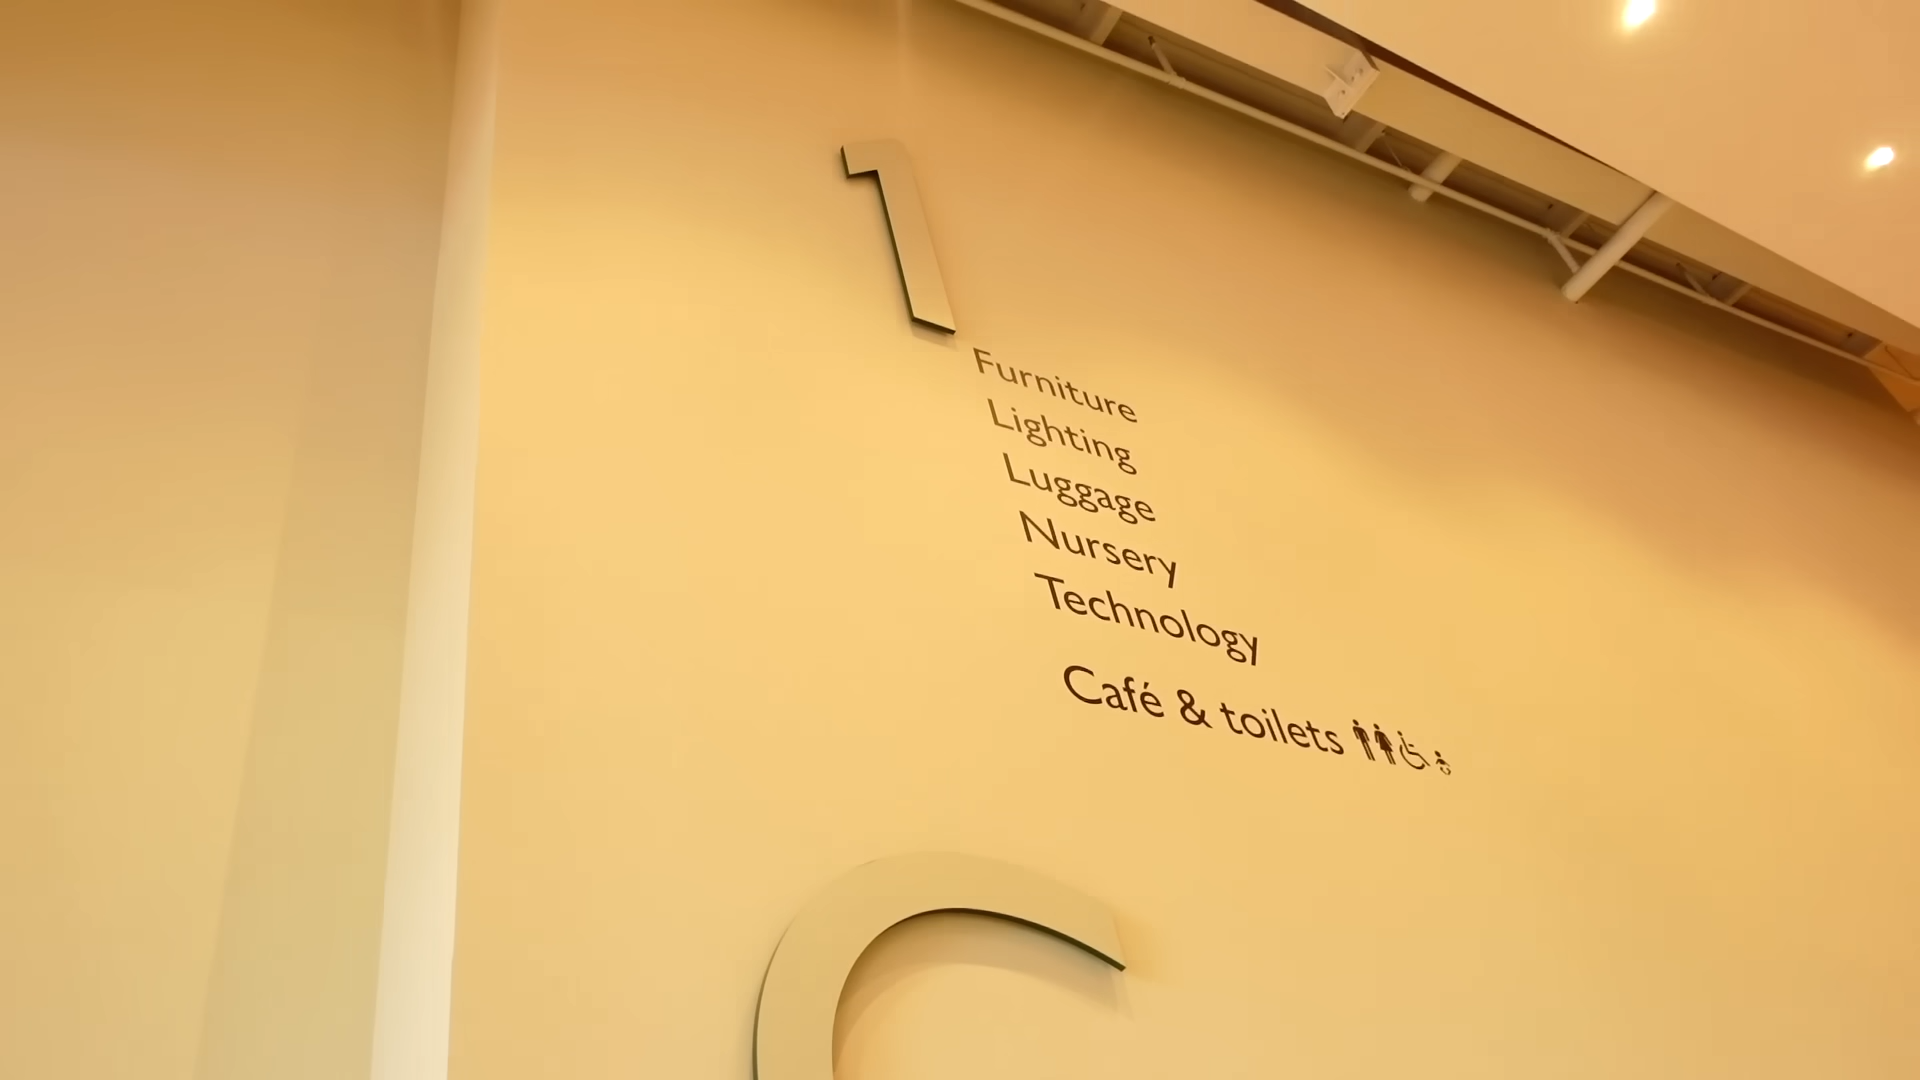 1
Furniture
Lighting
Luggage
Nursery
Technology
Café & toilets